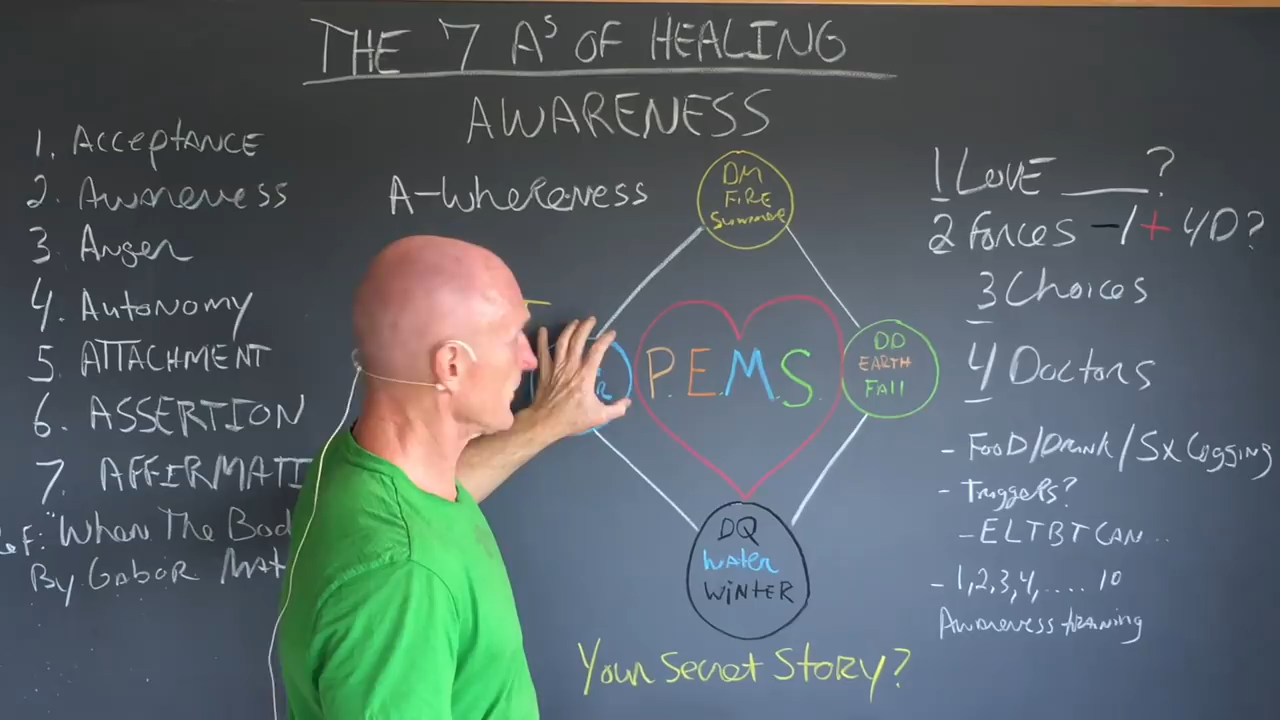 THE 7 A'S OF HEALING
AWARENESS
1. Acceptance
2. Awareness
3. Anger
4. Autonomy
5. ATTACHMENT
6. ASSERTION
7. AFFIRMATI
"When The Bod
By Gabor Mat
A-whereness
DM
FIRE
Summer
P.E.M.S.
DD
EARTH
Fall
DQ
Water
WINTER
Your Secret Story?
1 Love ____?
2 Forces -/+ 4D?
3 Choices
4 Doctors
- FOOD/Drink/Sx Logging
- Triggers?
- ELTBT CAN..
- 1,2,3,4,.... 10
Awareness training